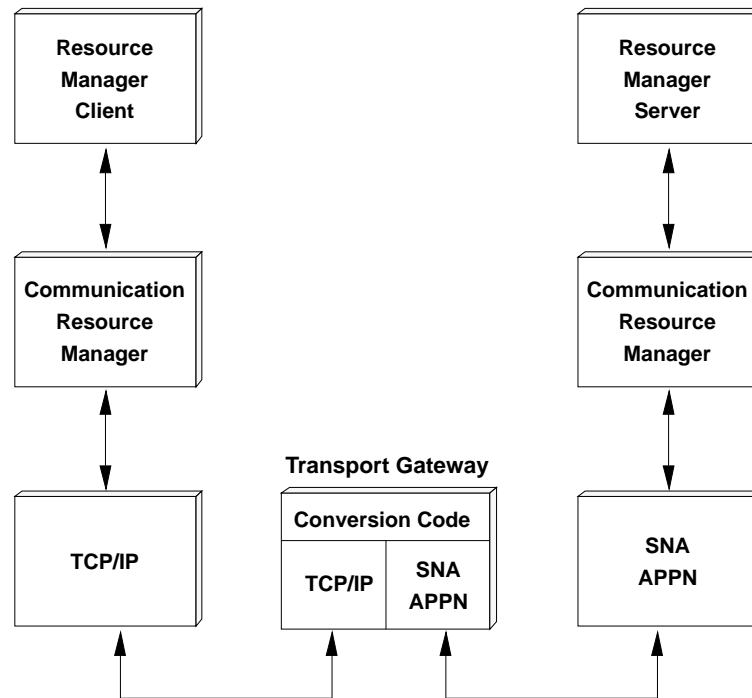 Resource
Manager
Client
Resource
Manager
Server
Communication
Resource
Manager
Communication
Resource
Manager
Transport Gateway
Conversion Code
TCP/IP
TCP/IP
SNA
APPN
SNA
APPN